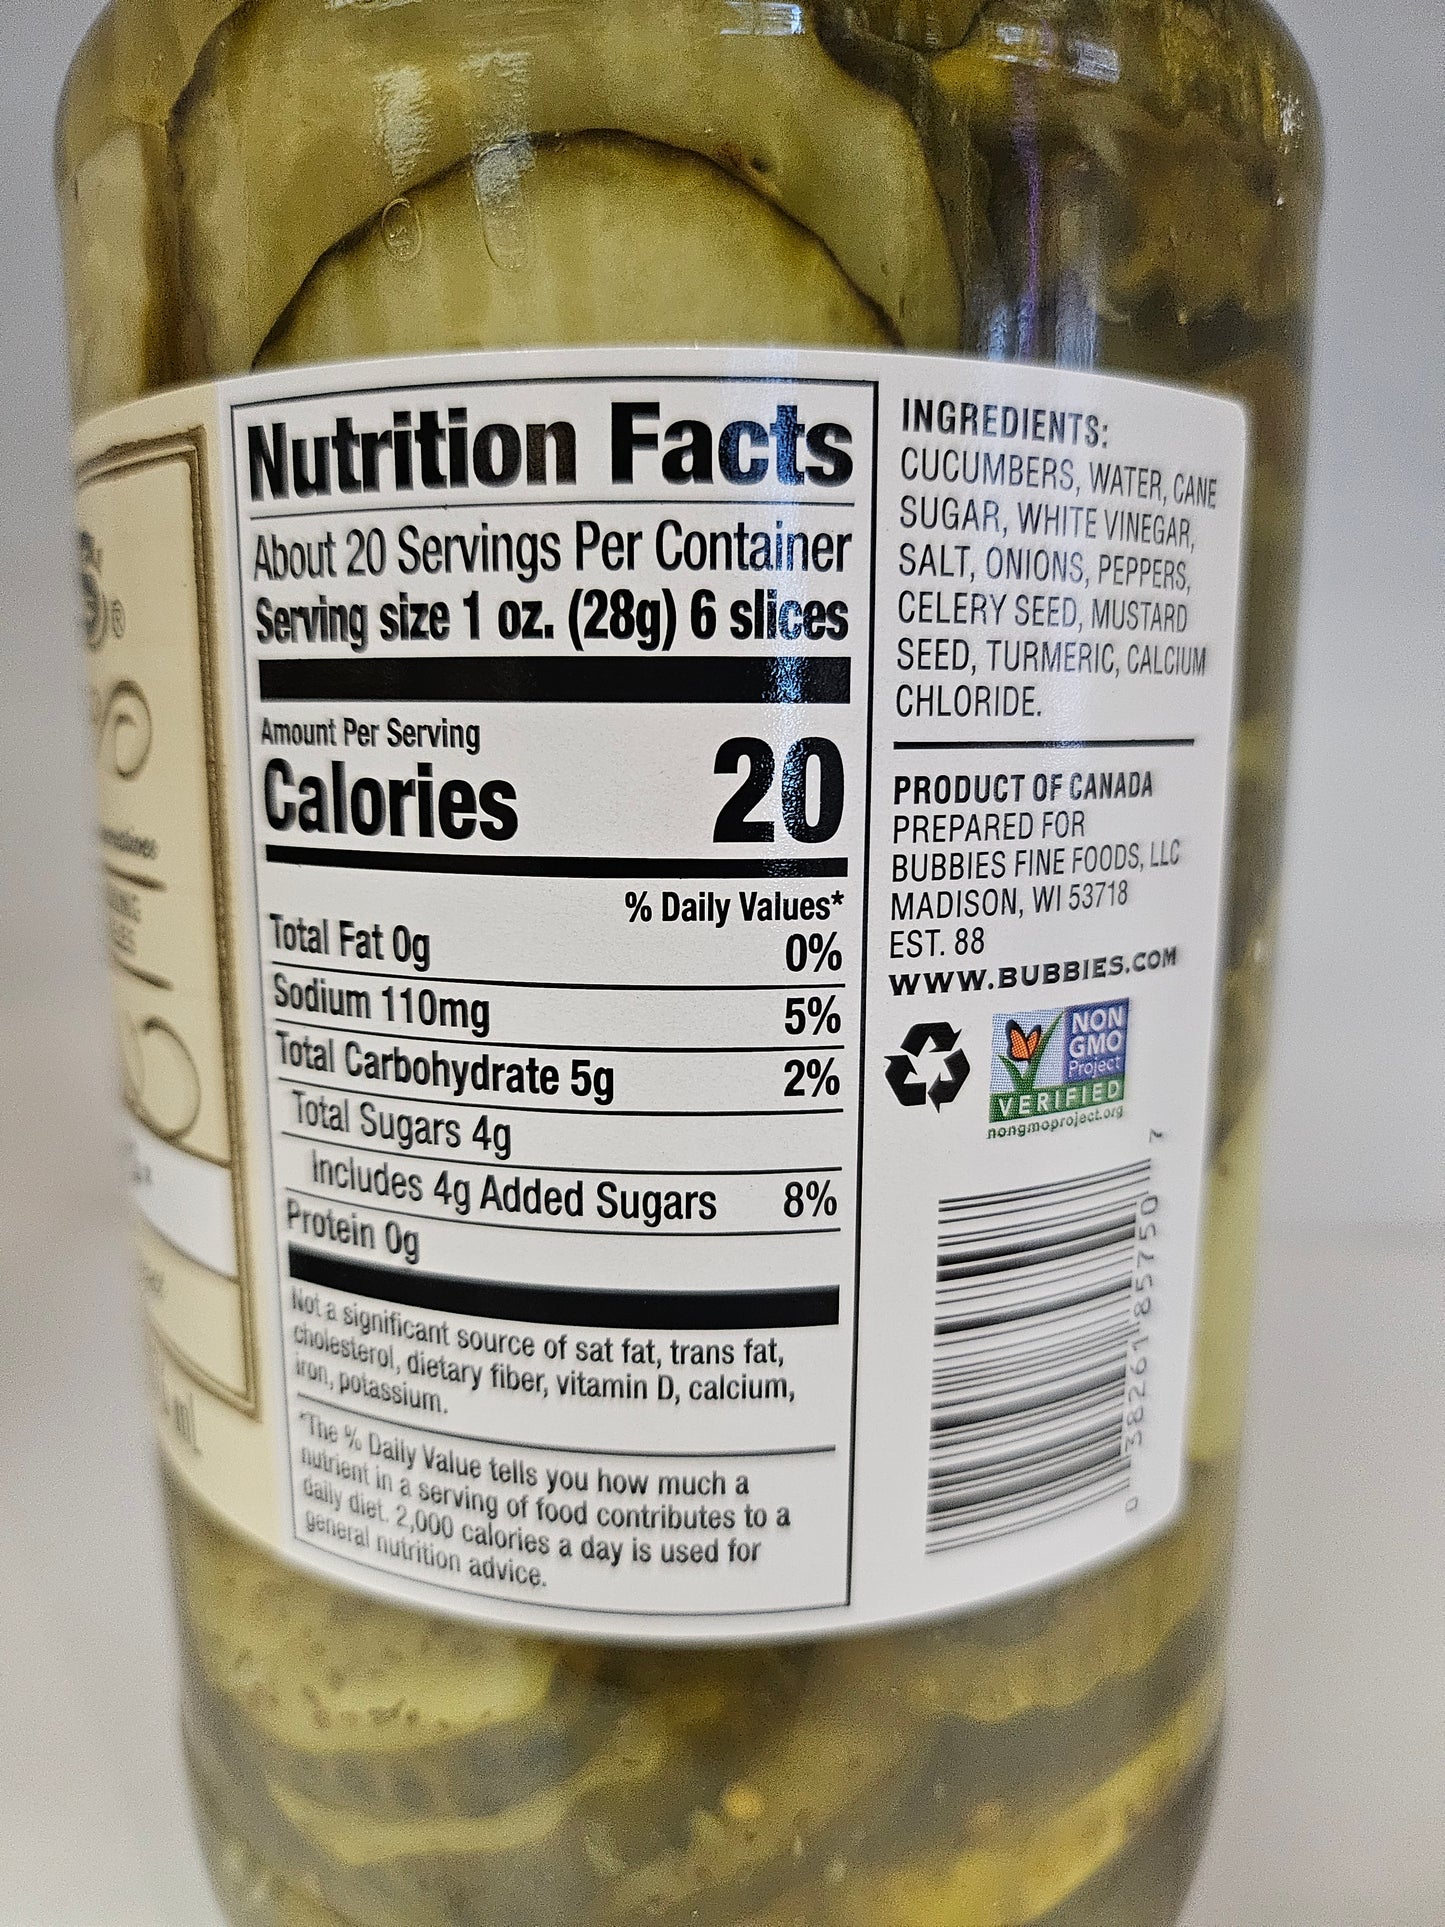 Nutrition Facts
About 20 Servings Per Container
Serving size 1 oz. (28g) 6 slices
Amount Per Serving
Calories 20
% Daily Values*
Total Fat 0g 0%
Sodium 110mg 5%
Total Carbohydrate 5g 2%
Total Sugars 4g
Includes 4g Added Sugars 8%
Protein 0g
Not a significant source of sat fat, trans fat,
cholesterol, dietary fiber, vitamin D, calcium,
iron, potassium.
*The % Daily Value tells you how much a
nutrient in a serving of food contributes to a
daily diet. 2,000 calories a day is used for
general nutrition advice.
INGREDIENTS:
CUCUMBERS, WATER, CANE
SUGAR, WHITE VINEGAR,
SALT, ONIONS, PEPPERS,
CELERY SEED, MUSTARD
SEED, TURMERIC, CALCIUM
CHLORIDE.
PRODUCT OF CANADA
PREPARED FOR
BUBBIES FINE FOODS, LLC
MADISON, WI 53718
EST. 88
WWW.BUBBIES.COM
NON
GMO
Project
VERIFIED
nongmoproject.org
0 38261 85750 7